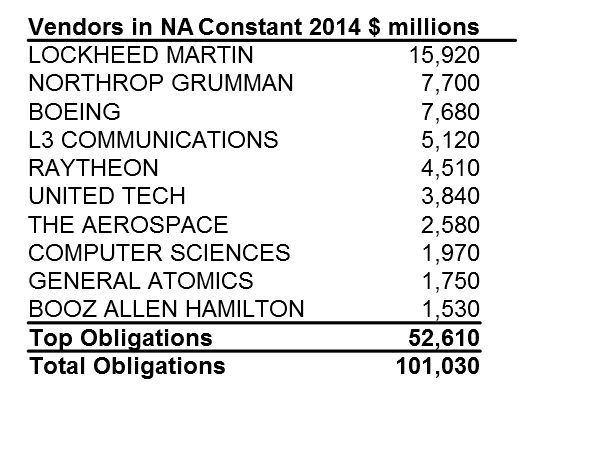 Vendors in NA Constant 2014 $ millions
LOCKHEED MARTIN 15,920
NORTHROP GRUMMAN 7,700
BOEING 7,680
L3 COMMUNICATIONS 5,120
RAYTHEON 4,510
UNITED TECH 3,840
THE AEROSPACE 2,580
COMPUTER SCIENCES 1,970
GENERAL ATOMICS 1,750
BOOZ ALLEN HAMILTON 1,530
Top Obligations 52,610
Total Obligations 101,030